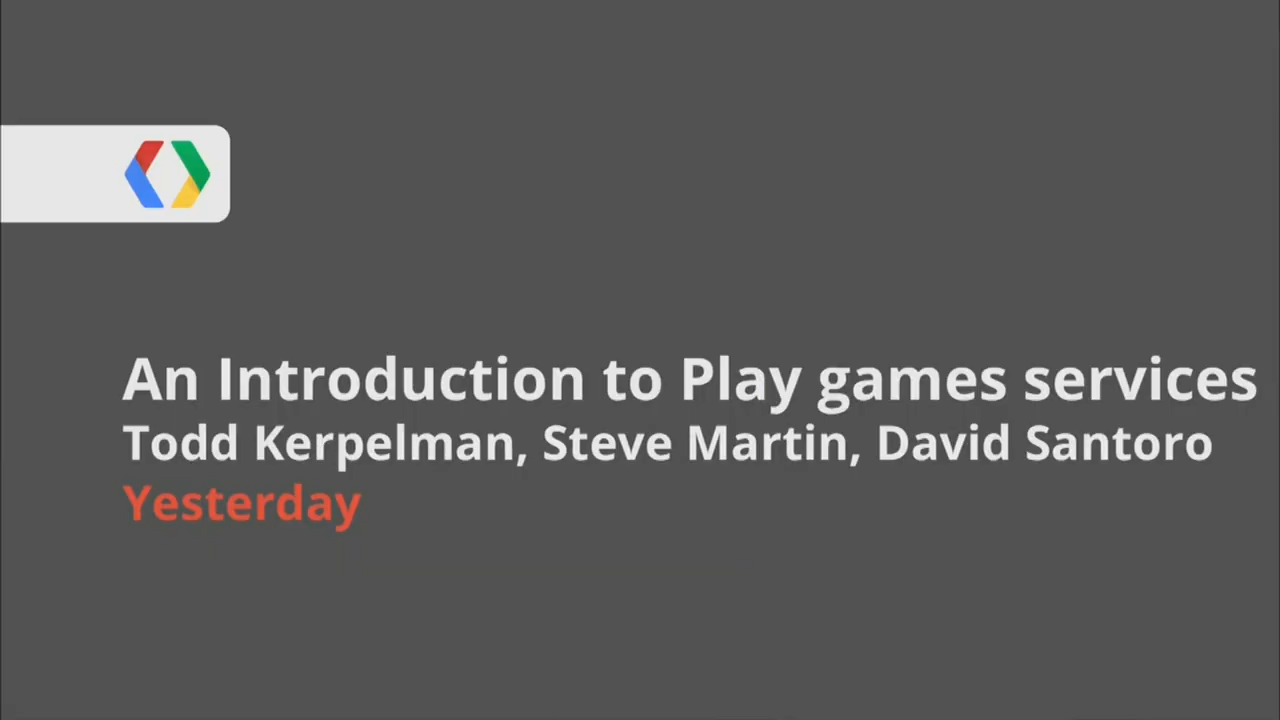 An Introduction to Play games services
Todd Kerpelman, Steve Martin, David Santoro
Yesterday